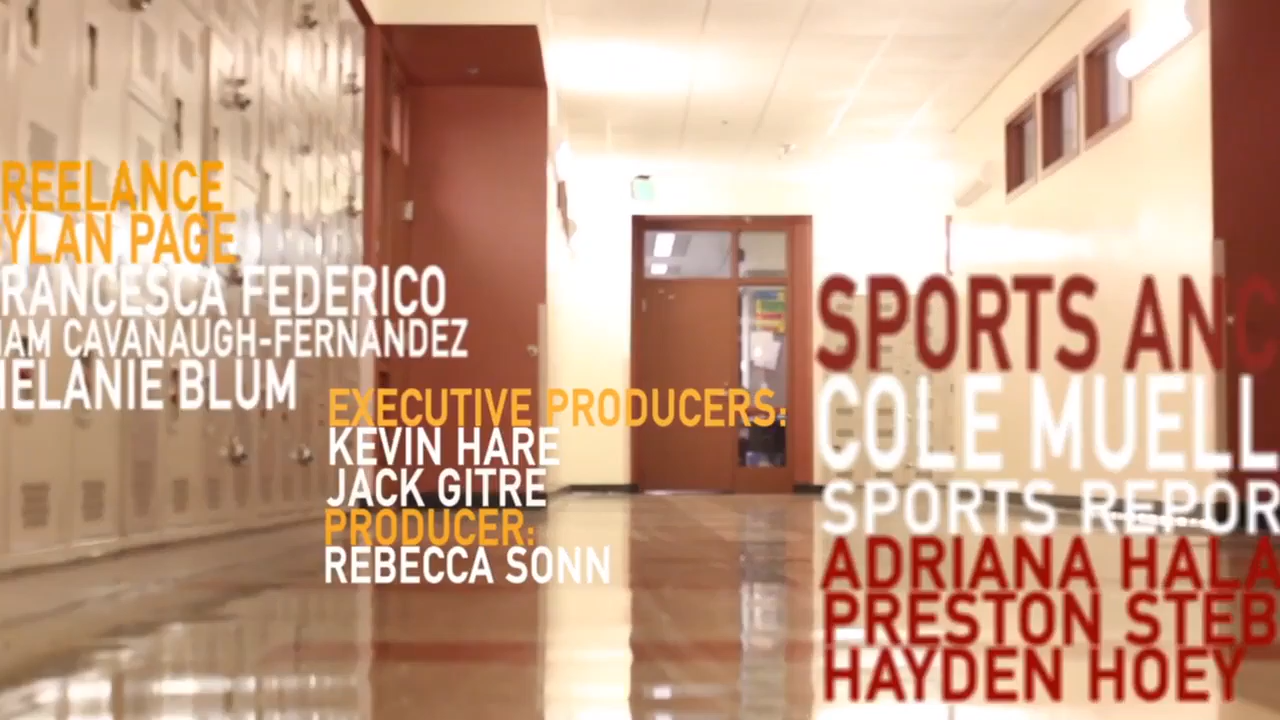 REELANCE
YLAN PAGE
RANCESCA FEDERICO
IAM CAVANAUGH-FERNANDEZ
MELANIE BLUM
EXECUTIVE PRODUCERS:
KEVIN HARE
JACK GITRE
PRODUCER:
REBECCA SONN
SPORTS ANC
COLE MUELL
SPORTS REPOR
ADRIANA HALA
PRESTON STEB
HAYDEN HOEY